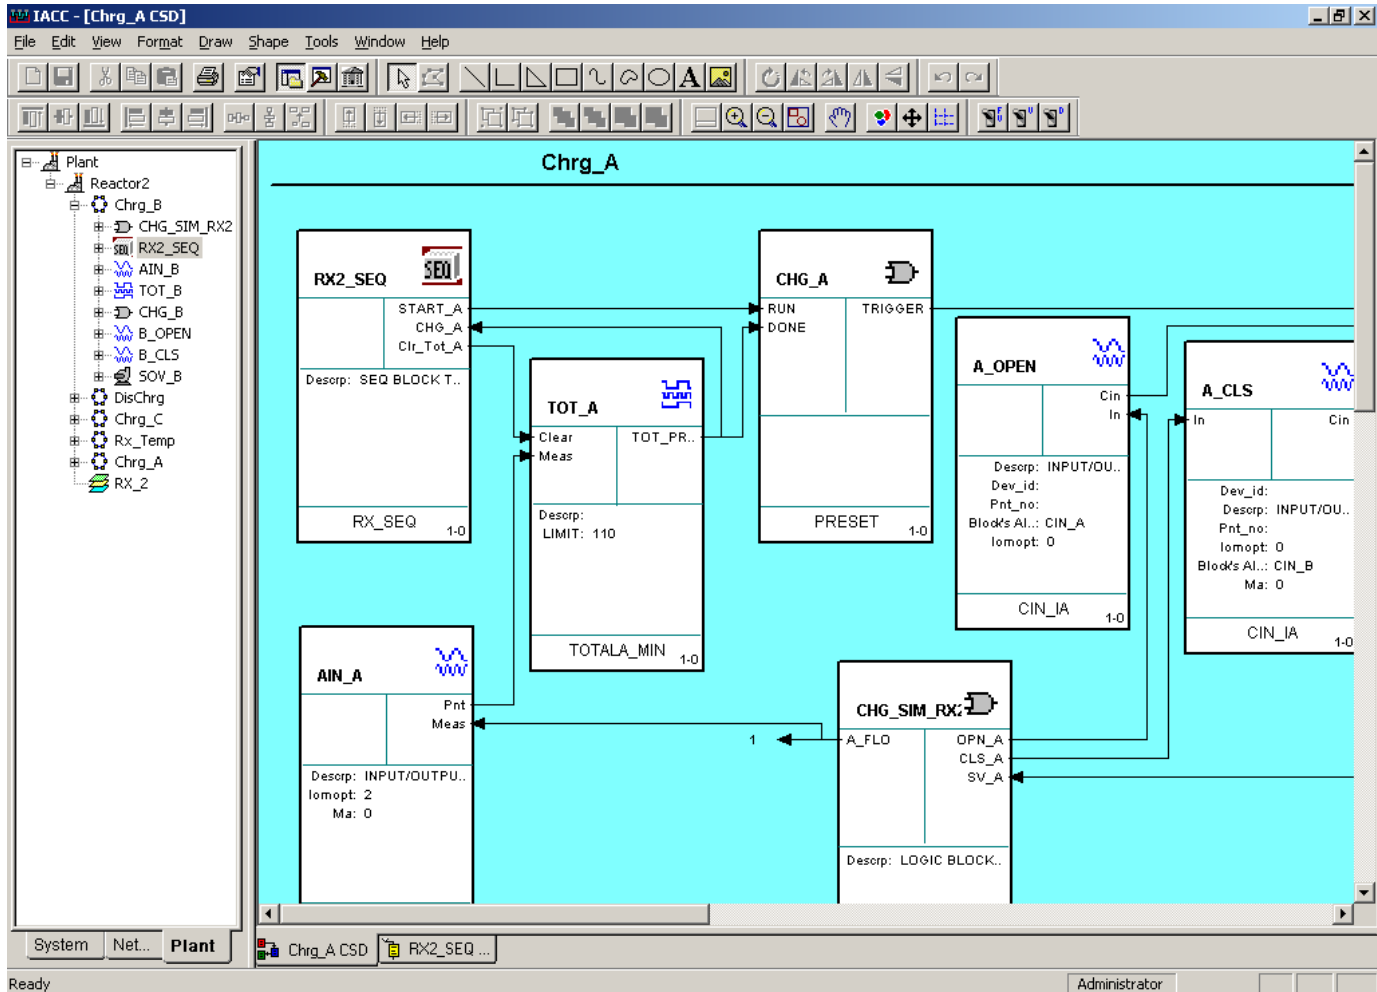 IACC - [Chrg_A CSD]
File Edit View Format Draw Shape Tools Window Help
Plant
Reactor2
Chrg_B
CHG_SIM_RX2
RX2_SEQ
AIN_B
TOT_B
CHG_B
B_OPEN
B_CLS
SOV_B
DisChrg
Chrg_C
Rx_Temp
Chrg_A
RX_2
System Net... Plant
Chrg_A
RX2_SEQ
SEQ
START_A
CHG_A
Clr_Tot_A
Descrp: SEQ BLOCK T..
RX_SEQ
1-0
TOT_A
Clear TOT_PR..
Meas
Descrp:
LIMIT: 110
TOTALA_MIN
1-0
CHG_A
RUN TRIGGER
DONE
PRESET
1-0
A_OPEN
Cin
In
Descrp: INPUT/OU..
Dev_id:
Pnt_no:
Block's Al..: CIN_A
Iomopt: 0
CIN_IA
1-0
A_CLS
In Cin
Dev_id:
Descrp: INPUT/OU..
Pnt_no:
Iomopt: 0
Block's Al..: CIN_B
Ma: 0
CIN_IA
1-0
AIN_A
Pnt
Meas
Descrp: INPUT/OUTPU..
Iomopt: 2
Ma: 0
1
CHG_SIM_RX2
A_FLO OPN_A
CLS_A
SV_A
Descrp: LOGIC BLOCK..
Chrg_A CSD RX2_SEQ ...
Ready Administrator